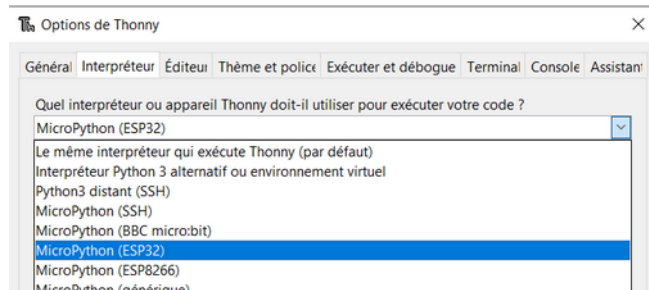 Options de Thonny
Général Interpréteur Éditeur Thème et police Exécuter et débogue Terminal Console Assistant
Quel interpréteur ou appareil Thonny doit-il utiliser pour exécuter votre code ?
MicroPython (ESP32)
Le même interpréteur qui exécute Thonny (par défaut)
Interpréteur Python 3 alternatif ou environnement virtuel
Python3 distant (SSH)
MicroPython (SSH)
MicroPython (BBC micro:bit)
MicroPython (ESP32)
MicroPython (ESP8266)
MicroPython (générique)